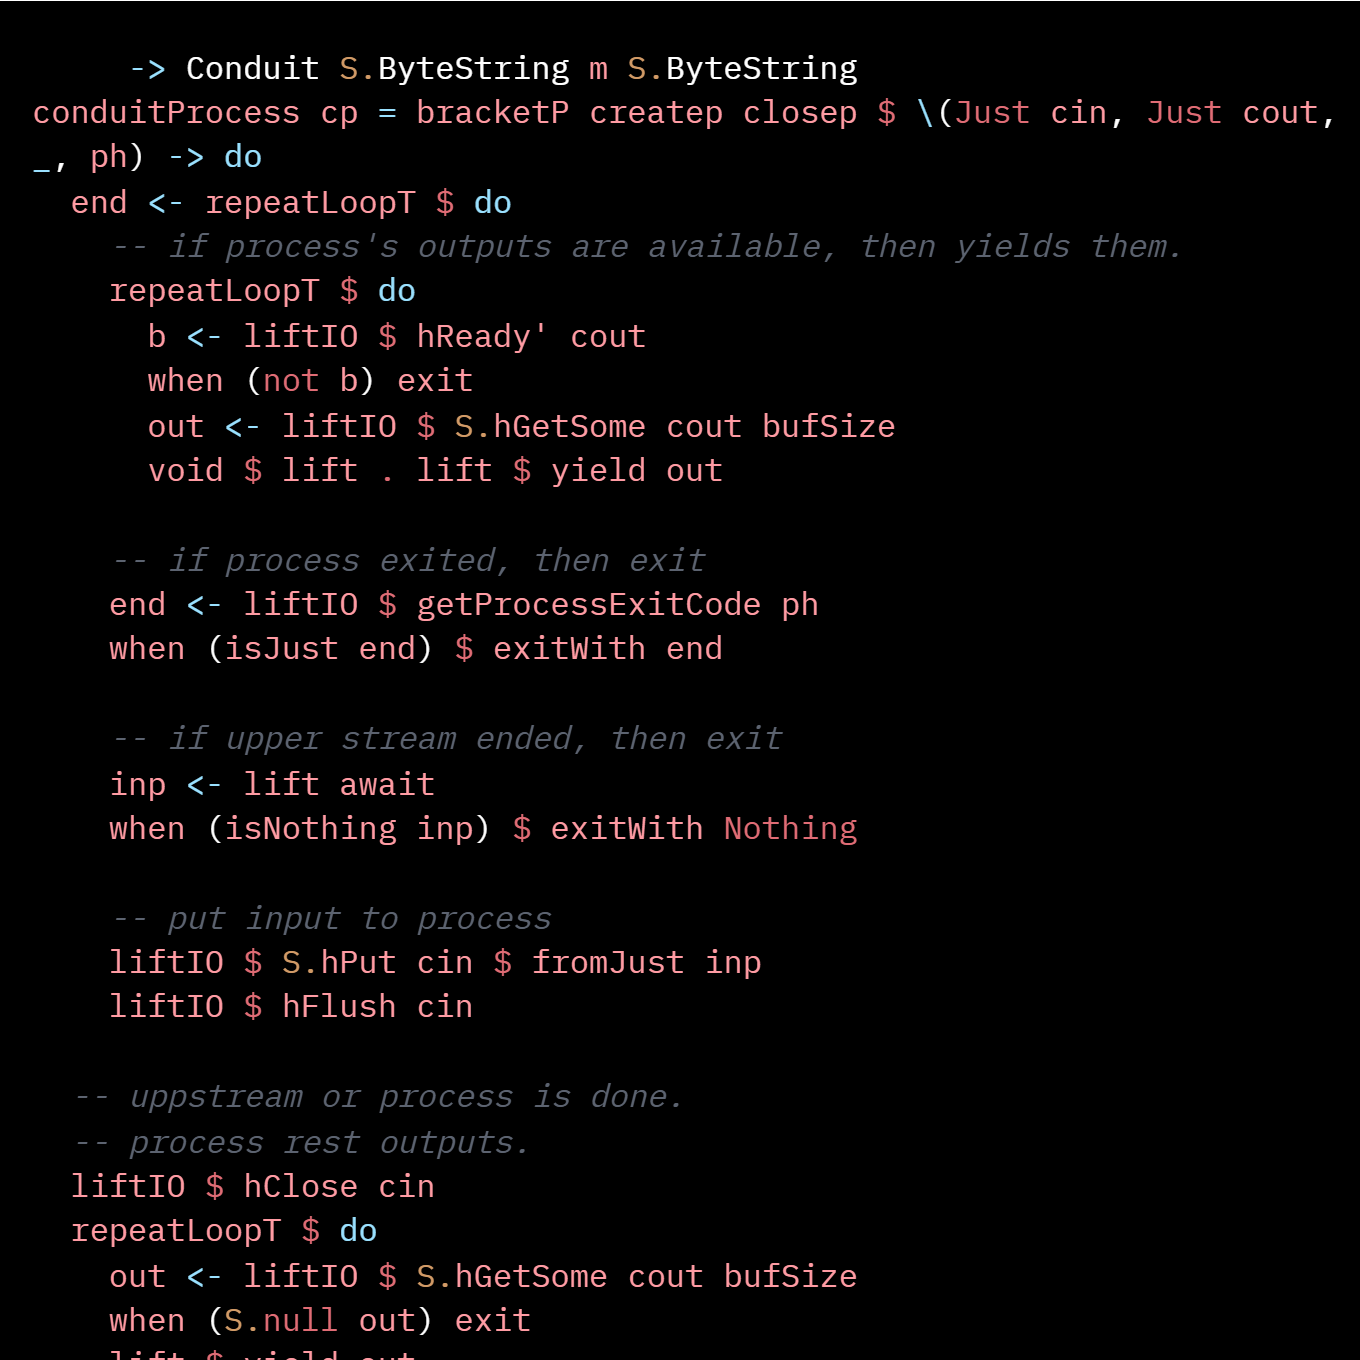 -> Conduit S.ByteString m S.ByteString
conduitProcess cp = bracketP createp closep $ \(Just cin, Just cout,
_, ph) -> do
  end <- repeatLoopT $ do
    -- if process's outputs are available, then yields them.
    repeatLoopT $ do
      b <- liftIO $ hReady' cout
      when (not b) exit
      out <- liftIO $ S.hGetSome cout bufSize
      void $ lift . lift $ yield out

    -- if process exited, then exit
    end <- liftIO $ getProcessExitCode ph
    when (isJust end) $ exitWith end

    -- if upper stream ended, then exit
    inp <- lift await
    when (isNothing inp) $ exitWith Nothing

    -- put input to process
    liftIO $ S.hPut cin $ fromJust inp
    liftIO $ hFlush cin

  -- uppstream or process is done.
  -- process rest outputs.
  liftIO $ hClose cin
  repeatLoopT $ do
    out <- liftIO $ S.hGetSome cout bufSize
    when (S.null out) exit
    lift $ yield out